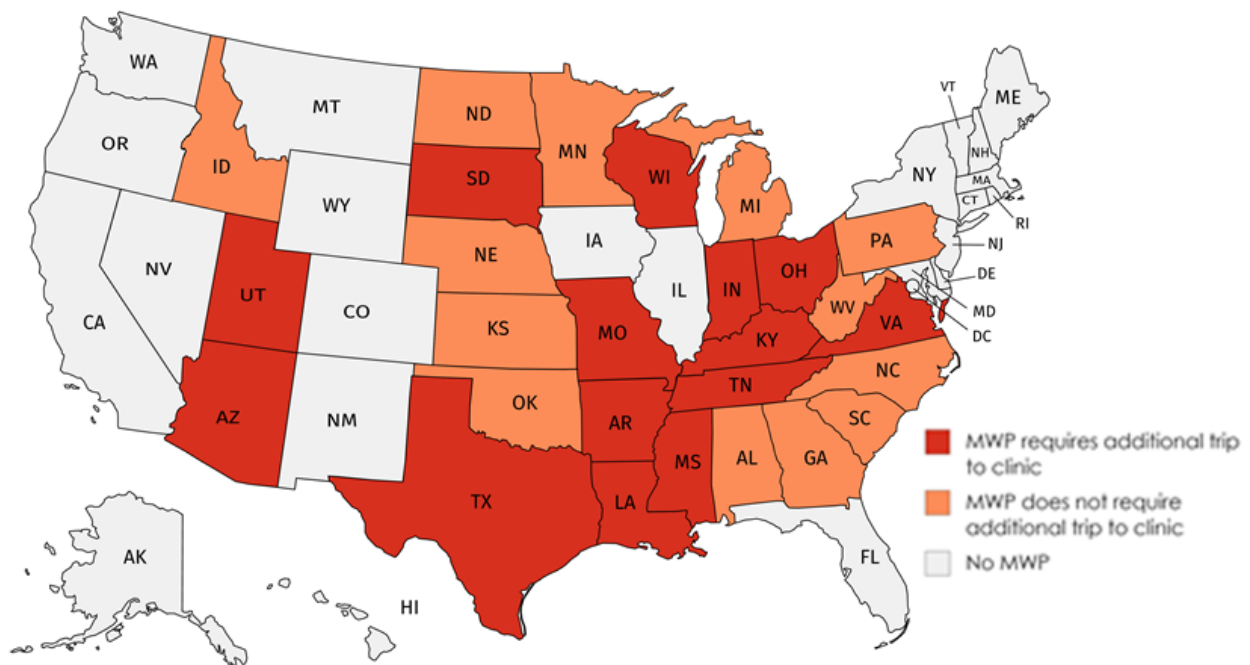 WA
MT
ND
MN
ME
VT
NH
OR
ID
SD
WI
NY
MA
CT
RI
WY
MI
NJ
IA
NE
PA
DE
NV
UT
CO
IL
IN
OH
WV
MD
DC
CA
KS
MO
KY
VA
AZ
NM
OK
TN
NC
AR
SC
MS
AL
GA
TX
LA
AK
HI
FL
MWP requires additional trip
to clinic
MWP does not require
additional trip to clinic
No MWP